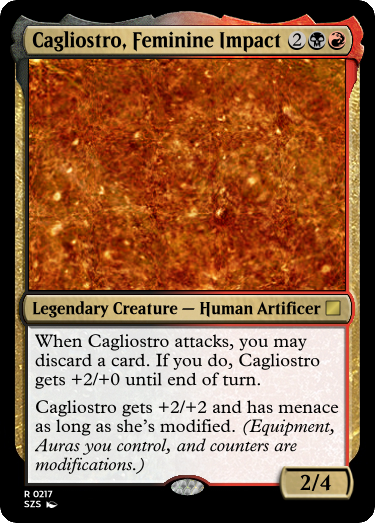 Cagliostro, Feminine Impact 2
Legendary Creature — Human Artificer
When Cagliostro attacks, you may
discard a card. If you do, Cagliostro
gets +2/+0 until end of turn.
Cagliostro gets +2/+2 and has menace
as long as she's modified. (Equipment,
Auras you control, and counters are
modifications.)
2/4
R 0217
SZS